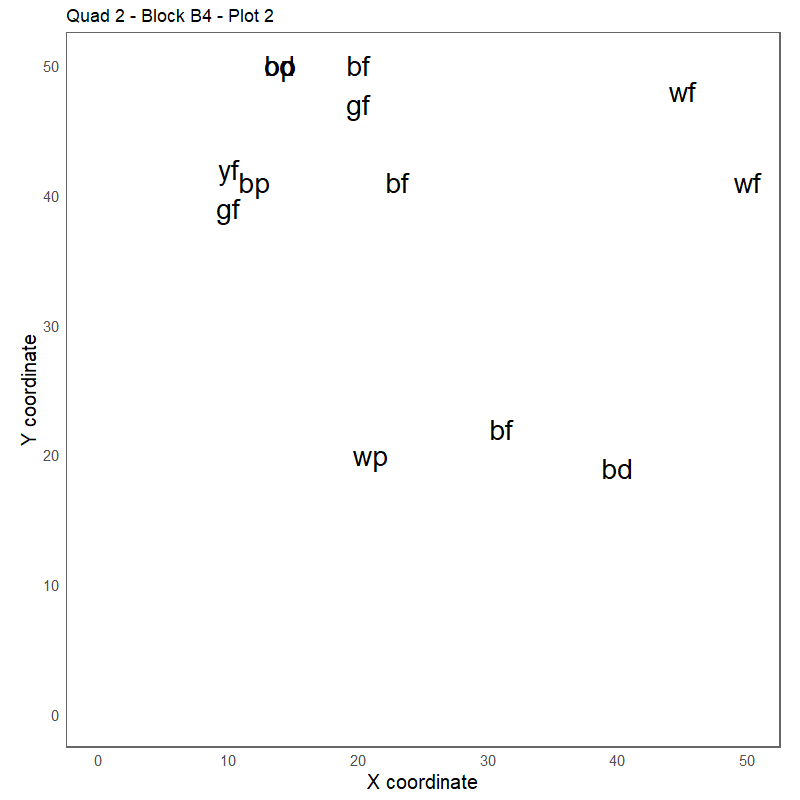 Quad 2 - Block B4 - Plot 2
Y coordinate
50
40
30
20
10
0
bf
gf
wf
yf
bp
bf
wf
gf
bf
wp
bd
0 10 20 30 40 50
X coordinate